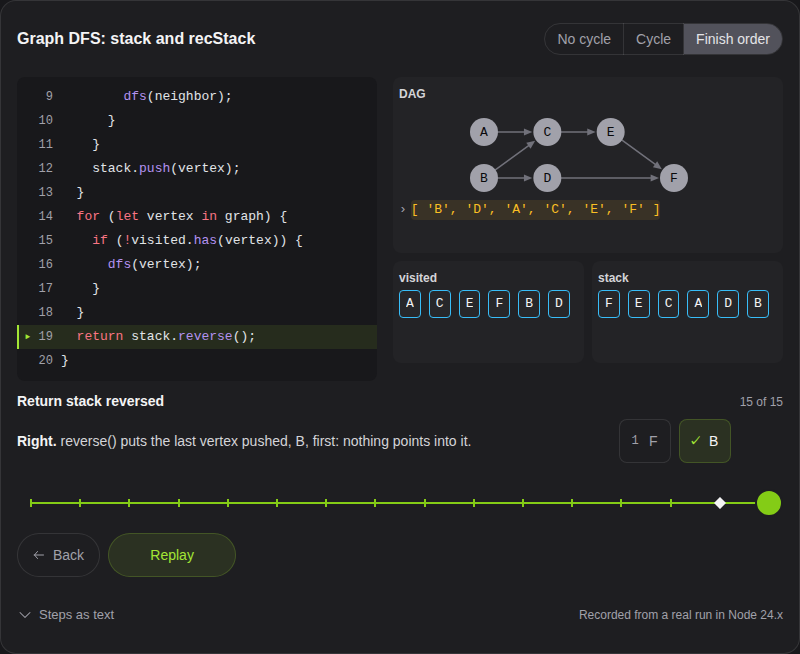 Graph DFS: stack and recStack
No cycle Cycle Finish order
9 dfs(neighbor);
10 }
11 }
12 stack.push(vertex);
13 }
14 for (let vertex in graph) {
15 if (!visited.has(vertex)) {
16 dfs(vertex);
17 }
18 }
▸ 19 return stack.reverse();
20 }
DAG
A C E
B D F
› [ 'B', 'D', 'A', 'C', 'E', 'F' ]
visited
A C E F B D
stack
F E C A D B
Return stack reversed
15 of 15
Right. reverse() puts the last vertex pushed, B, first: nothing points into it.
1 F ✓ B
← Back Replay
Steps as text
Recorded from a real run in Node 24.x